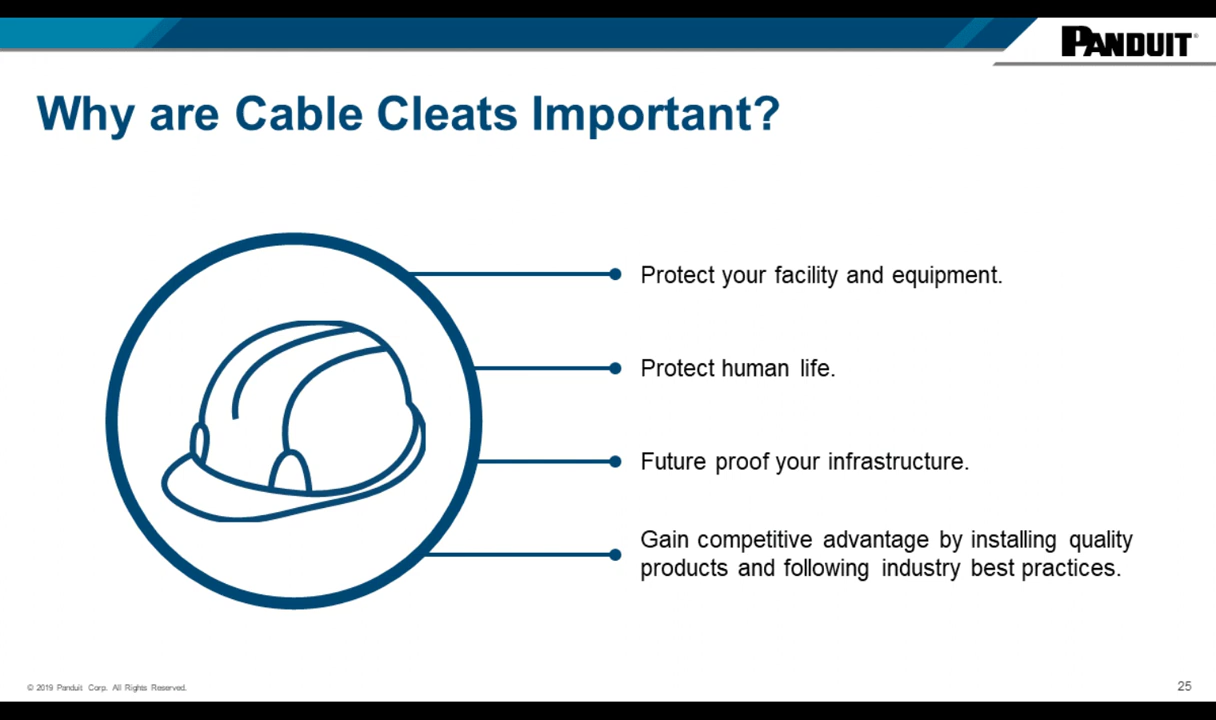 PANDUIT®
Why are Cable Cleats Important?
Protect your facility and equipment.
Protect human life.
Future proof your infrastructure.
Gain competitive advantage by installing quality
products and following industry best practices.
© 2019 Panduit Corp. All Rights Reserved.
25